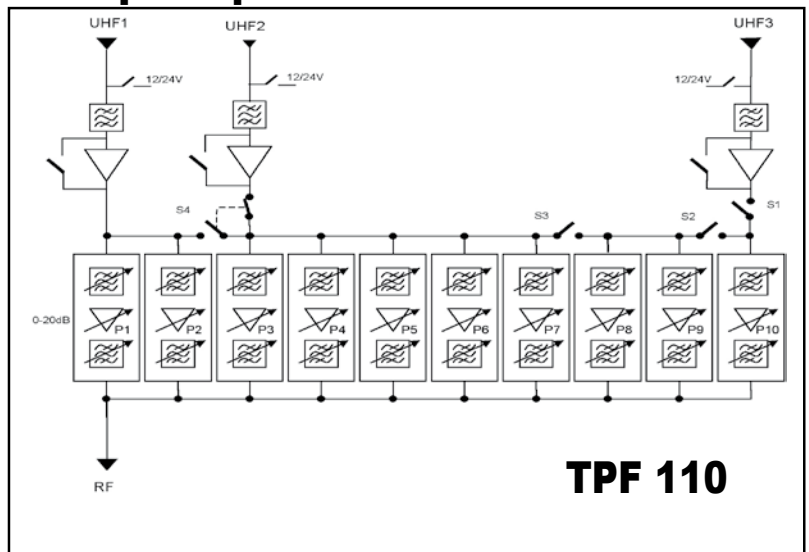 UHF1 UHF2 UHF3
12/24V 12/24V 12/24V
S1
S4 S3 S2
0-20dB P1 P2 P3 P4 P5 P6 P7 P8 P9 P10
RF TPF 110